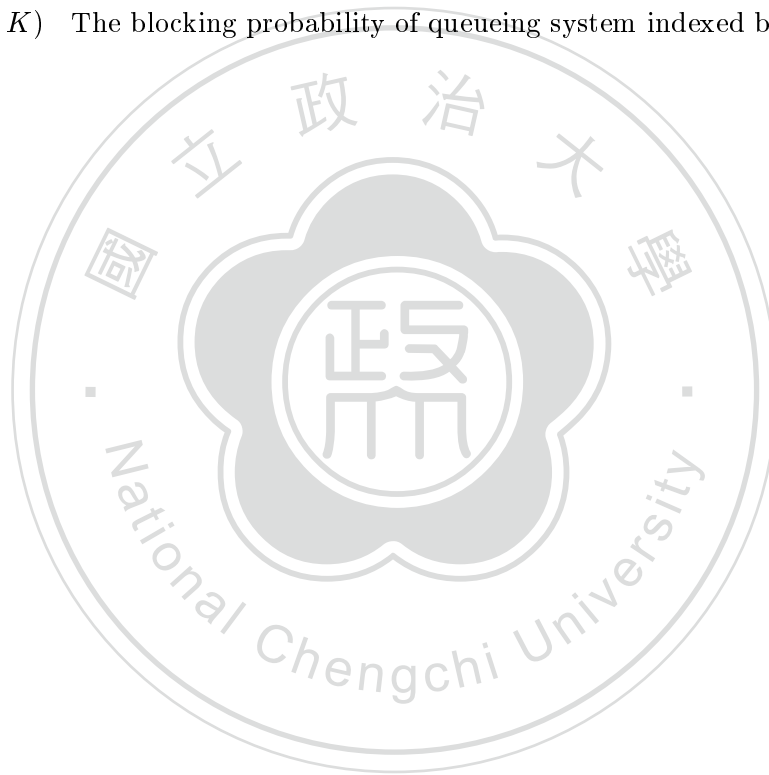 K) The blocking probability of queueing system indexed b
國立政治大學
政
National Chengchi University